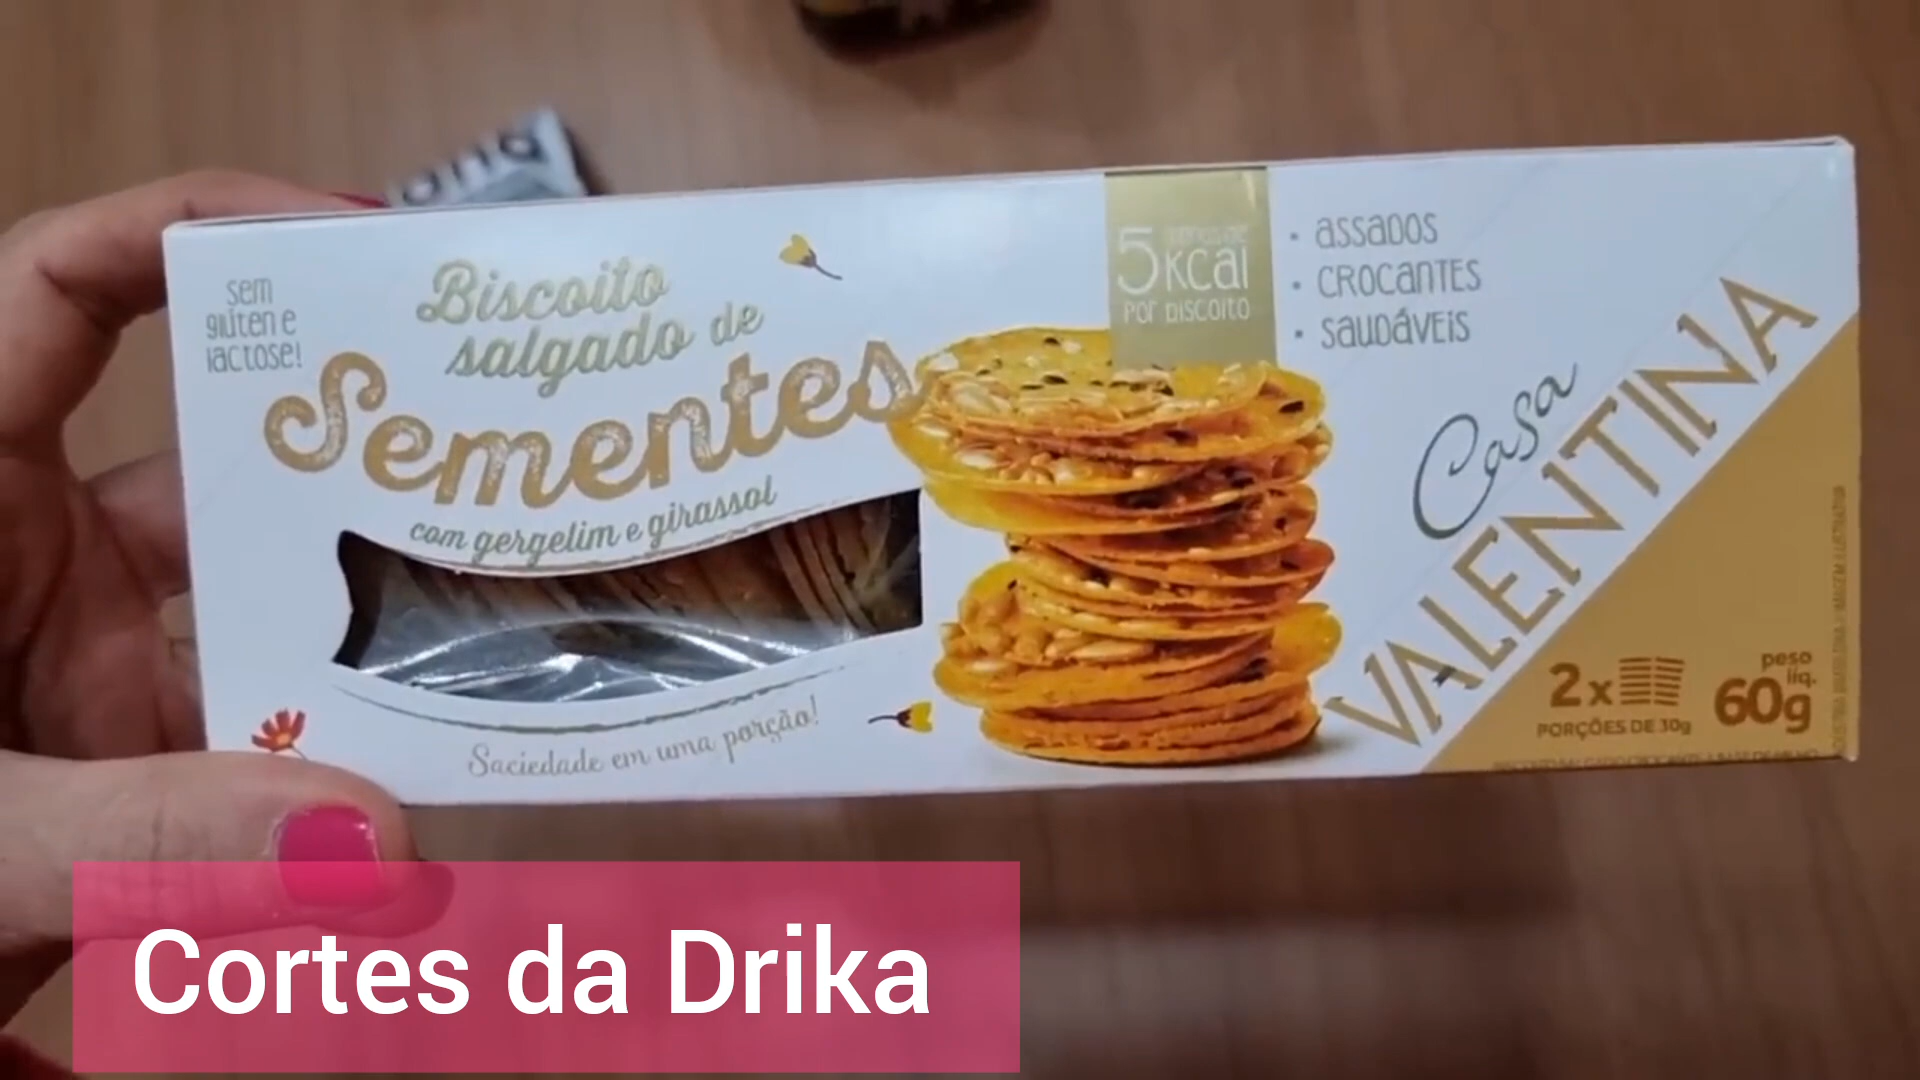 sem
glúten e
lactose!
Biscoito
salgado de
Sementes
com gergelim e girassol
Saciedade em uma porção!
5
kcal
por biscoito
• assados
• crocantes
• saudáveis
Casa
VALENTINA
2x
PORÇÕES DE 30g
peso
líq.
60g
Cortes da Drika